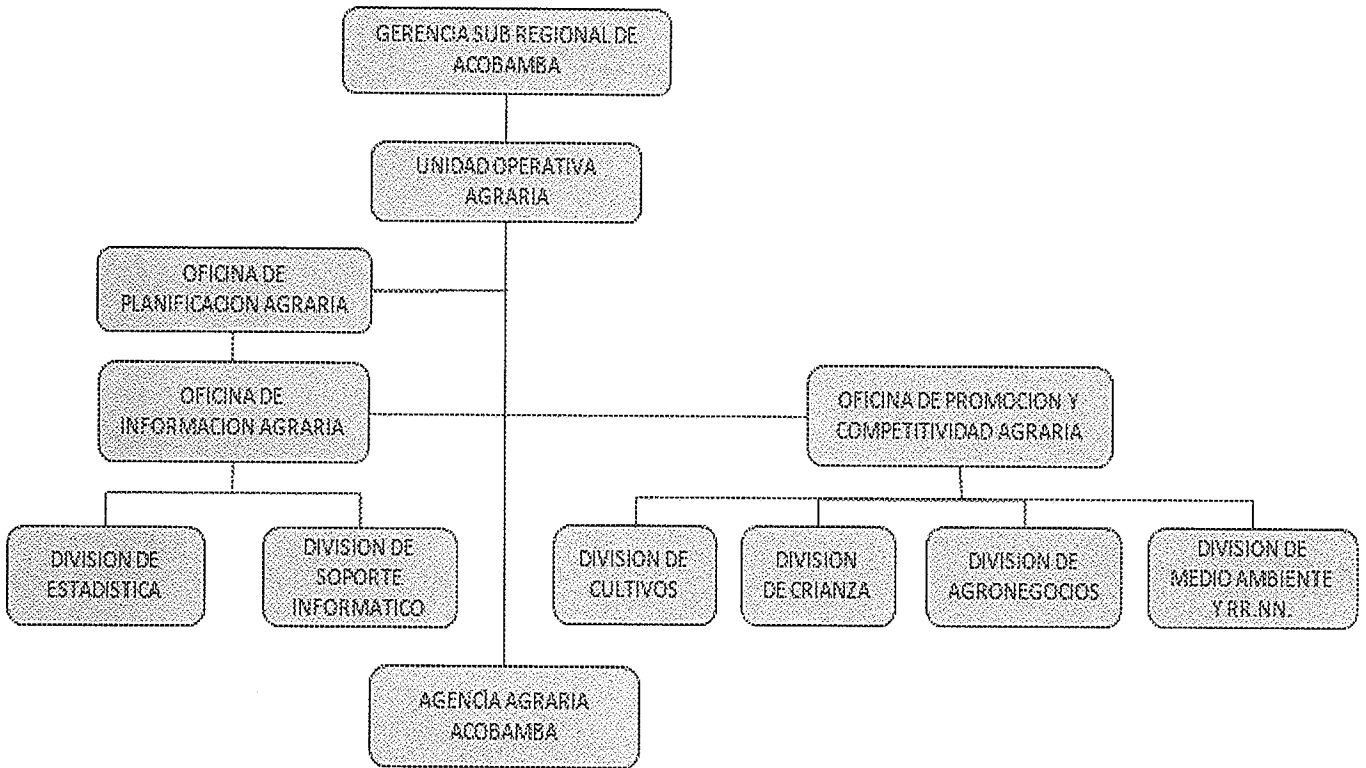 GERENCIA SUB REGIONAL DE
ACOBAMBA
UNIDAD OPERATIVA
AGRARIA
OFICINA DE
PLANIFICACION AGRARIA
OFICINA DE
INFORMACION AGRARIA
OFICINA DE PROMOCION Y
COMPETITIVIDAD AGRARIA
DIVISION DE
ESTADISTICA
DIVISION DE
SOPORTE
INFORMATICO
DIVISION DE
CULTIVOS
DIVISION
DE CRIANZA
DIVISION DE
AGRONEGOCIOS
DIVISION DE
MEDIO AMBIENTE
Y RR.NN.
AGENCIA AGRARIA
ACOBAMBA